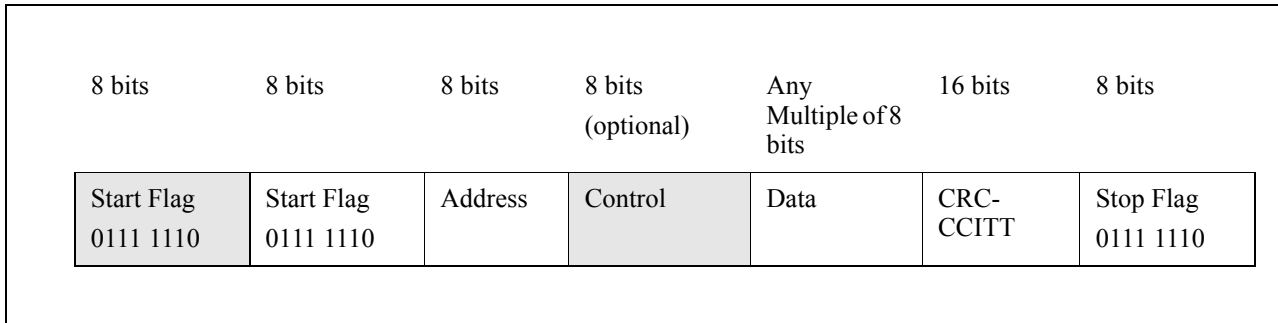 8 bits 8 bits 8 bits 8 bits Any 16 bits 8 bits
(optional) Multiple of 8
bits
Start Flag Start Flag Address Control Data CRC- Stop Flag
0111 1110 0111 1110 CCITT 0111 1110